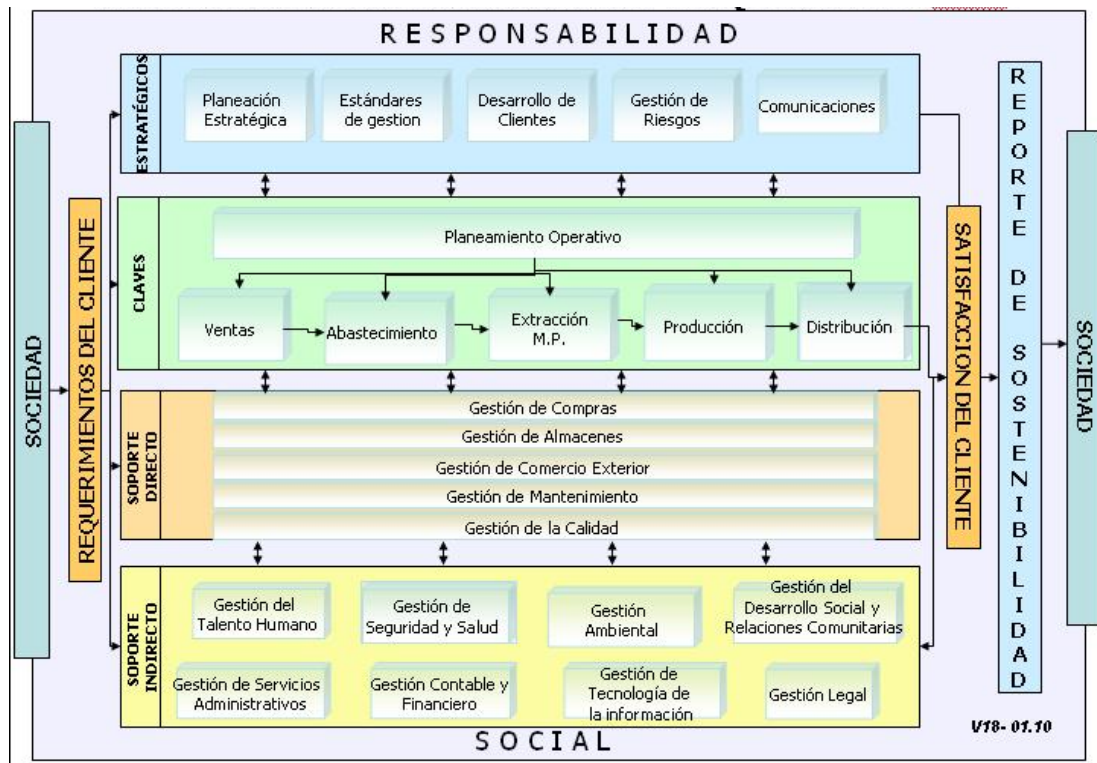 RESPONSABILIDAD
SOCIEDAD
REQUERIMIENTOS DEL CLIENTE
ESTRATÉGICOS
Planeación
Estratégica
Estándares
de gestion
Desarrollo de
Clientes
Gestión de
Riesgos
Comunicaciones
CLAVES
Planeamiento Operativo
Ventas
Abastecimiento
Extracción
M.P.
Producción
Distribución
SOPORTE
DIRECTO
Gestión de Compras
Gestión de Almacenes
Gestión de Comercio Exterior
Gestión de Mantenimiento
Gestión de la Calidad
SOPORTE
INDIRECTO
Gestión del
Talento Humano
Gestión de
Seguridad y Salud
Gestión
Ambiental
Gestión del
Desarrollo Social y
Relaciones Comunitarias
Gestión de Servicios
Administrativos
Gestión Contable y
Financiero
Gestión de
Tecnología de
la información
Gestión Legal
SATISFACCION DEL CLIENTE
REPORTE DE SOSTENIBILIDAD
SOCIEDAD
V18- 01.10
SOCIAL